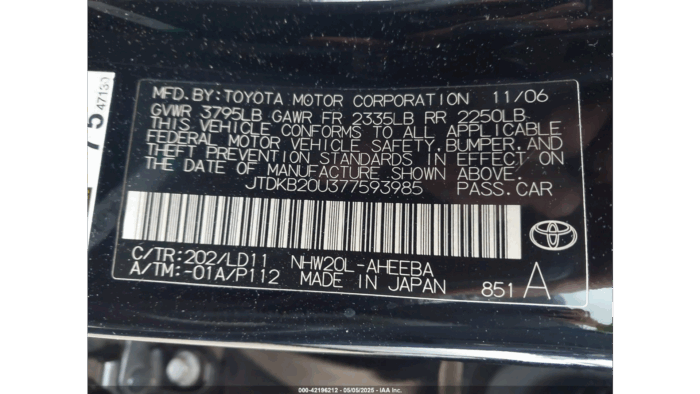 47130
75
MFD. BY: TOYOTA MOTOR CORPORATION 11/06
GVWR 3795LB GAWR FR 2335LB RR 2250LB
THIS VEHICLE CONFORMS TO ALL APPLICABLE
FEDERAL MOTOR VEHICLE SAFETY, BUMPER, AND
THEFT PREVENTION STANDARDS IN EFFECT ON
THE DATE OF MANUFACTURE SHOWN ABOVE.
JTDKB20U377593985 PASS.CAR
C/TR:202/LD11 NHW20L-AHEEBA
A/TM:-01A/P112 MADE IN JAPAN 851 A
000-42196212 - 05/05/2025 - IAA Inc.